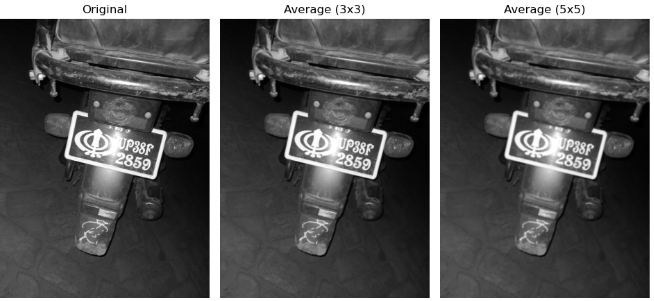 Original
Average (3x3)
Average (5x5)
UP38F
2859
UP38F
2859
UP38F
2859